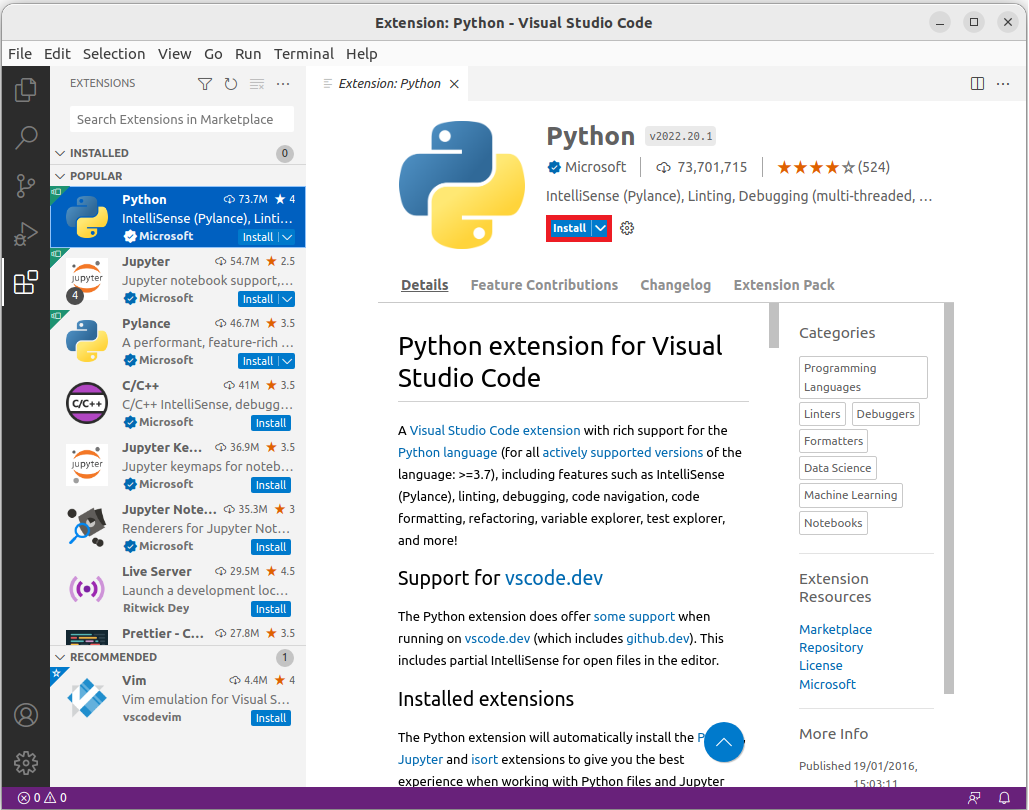 Extension: Python - Visual Studio Code
File Edit Selection View Go Run Terminal Help
EXTENSIONS
Search Extensions in Marketplace
INSTALLED 0
POPULAR
Python 73.7M 4
IntelliSense (Pylance), Linti...
Microsoft Install
Jupyter 54.7M 2.5
Jupyter notebook support,...
4 Microsoft Install
Pylance 46.7M 3.5
A performant, feature-rich ...
Microsoft Install
C/C++ 41M 3.5
C/C++ IntelliSense, debugg...
Microsoft Install
Jupyter Ke... 36.9M 3.5
Jupyter keymaps for noteb...
Microsoft Install
Jupyter Note... 35.3M 3
Renderers for Jupyter Not...
Microsoft Install
Live Server 29.5M 4.5
Launch a development loc...
Ritwick Dey Install
Prettier - C... 27.8M 3.5
RECOMMENDED 1
Vim 4.4M 4
Vim emulation for Visual S...
vscodevim Install
Extension: Python
Python v2022.20.1
Microsoft 73,701,715 (524)
IntelliSense (Pylance), Linting, Debugging (multi-threaded, ...
Install
Details Feature Contributions Changelog Extension Pack
Python extension for Visual
Studio Code
A Visual Studio Code extension with rich support for the
Python language (for all actively supported versions of the
language: >=3.7), including features such as IntelliSense
(Pylance), linting, debugging, code navigation, code
formatting, refactoring, variable explorer, test explorer,
and more!
Support for vscode.dev
The Python extension does offer some support when
running on vscode.dev (which includes github.dev). This
includes partial IntelliSense for open files in the editor.
Installed extensions
The Python extension will automatically install the
Jupyter and isort extensions to give you the best
experience when working with Python files and Jupyter
Categories
Programming
Languages
Linters Debuggers
Formatters
Data Science
Machine Learning
Notebooks
Extension
Resources
Marketplace
Repository
License
Microsoft
More Info
Published 19/01/2016,
15:03:11
0 0